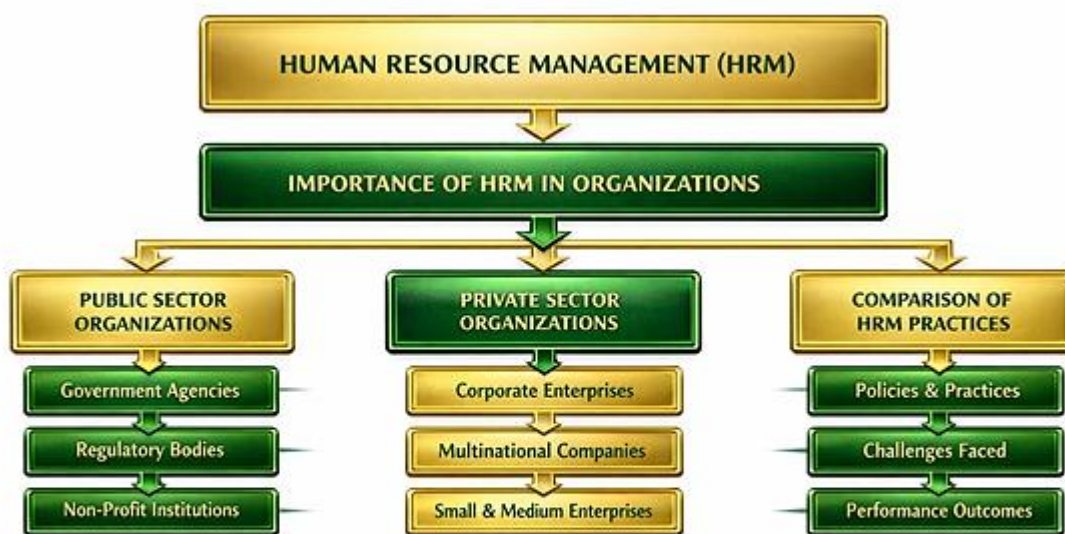 HUMAN RESOURCE MANAGEMENT (HRM)
IMPORTANCE OF HRM IN ORGANIZATIONS
PUBLIC SECTOR
ORGANIZATIONS
Government Agencies
Regulatory Bodies
Non-Profit Institutions
PRIVATE SECTOR
ORGANIZATIONS
Corporate Enterprises
Multinational Companies
Small & Medium Enterprises
COMPARISON OF
HRM PRACTICES
Policies & Practices
Challenges Faced
Performance Outcomes